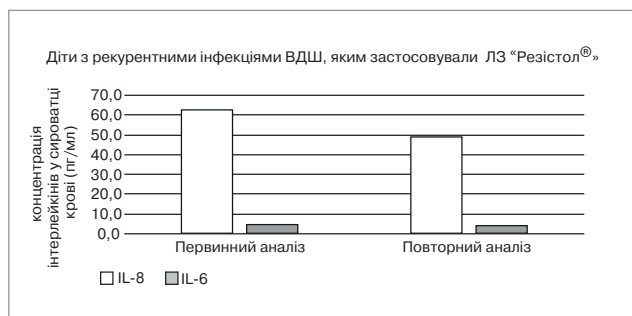 Діти з рекурентними інфекціями ВДШ, яким застосовували ЛЗ “Резістол®»
концентрація
інтерлейкінів у сироватці
крові (пг/мл)
70,0
60,0
50,0
40,0
30,0
20,0
10,0
0,0
Первинний аналіз
Повторний аналіз
IL-8
IL-6